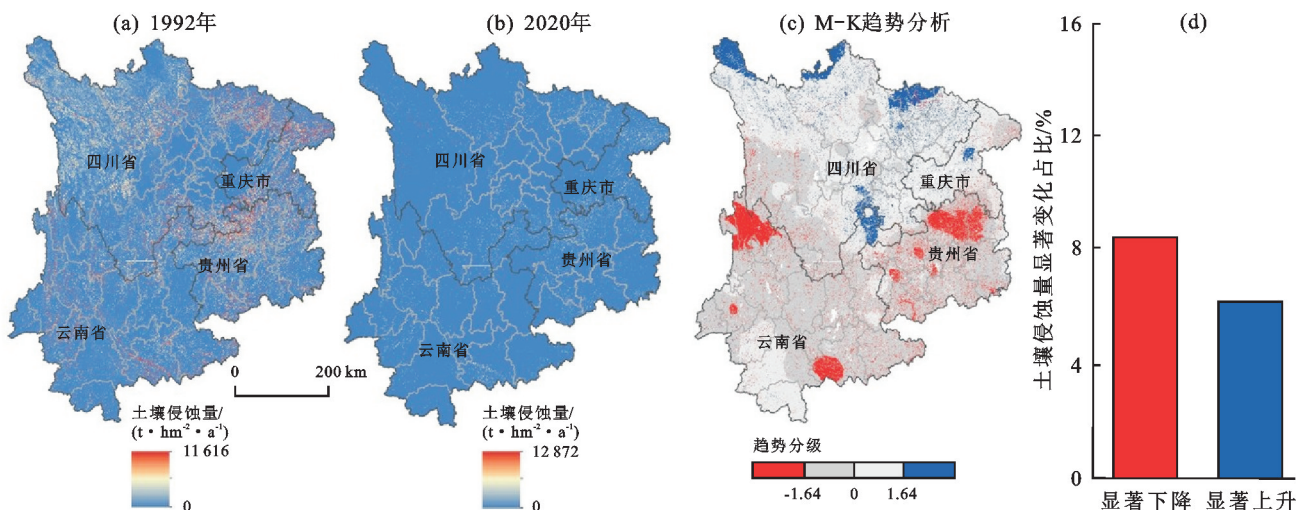 (a) 1992年
四川省
重庆市
贵州省
云南省
0 200 km
土壤侵蚀量/
(t·hm⁻²·a⁻¹)
11 616
0
(b) 2020年
四川省
重庆市
贵州省
云南省
土壤侵蚀量/
(t·hm⁻²·a⁻¹)
12 872
0
(c) M-K趋势分析
四川省
重庆市
贵州省
云南省
趋势分级
-1.64 0 1.64
(d)
土壤侵蚀量显著变化占比/%
16
12
8
4
0
显著下降 显著上升